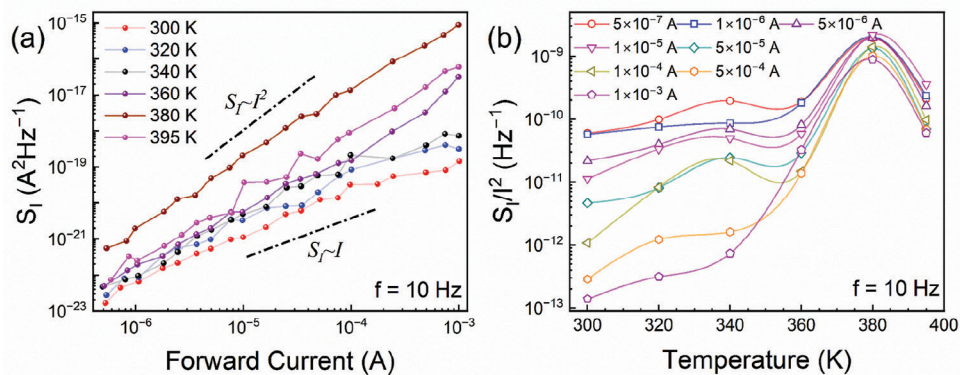 (a)
300 K
320 K
340 K
360 K
380 K
395 K
S_I~I²
S_I~I
f = 10 Hz
S_I (A²Hz⁻¹)
10⁻¹⁵
10⁻¹⁷
10⁻¹⁹
10⁻²¹
10⁻²³
10⁻⁶ 10⁻⁵ 10⁻⁴ 10⁻³
Forward Current (A)
(b)
5×10⁻⁷ A 1×10⁻⁶ A 5×10⁻⁶ A
1×10⁻⁵ A 5×10⁻⁵ A
1×10⁻⁴ A 5×10⁻⁴ A
1×10⁻³ A
f = 10 Hz
S_I/I² (Hz⁻¹)
10⁻⁹
10⁻¹⁰
10⁻¹¹
10⁻¹²
10⁻¹³
300 320 340 360 380 400
Temperature (K)